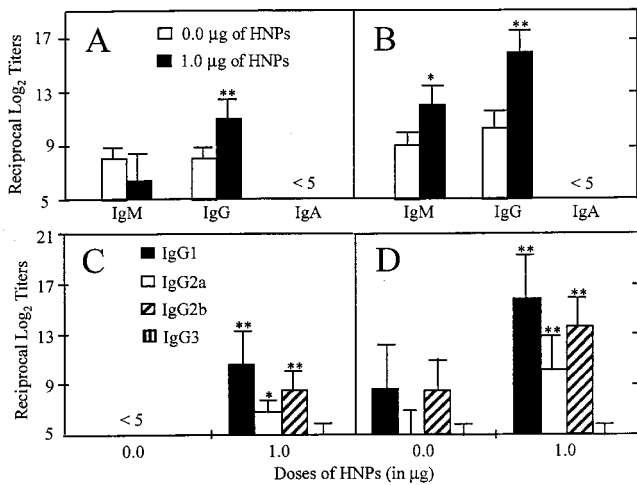 Reciprocal Log2 Titers
17
13
9
5
A
0.0 µg of HNPs
1.0 µg of HNPs
**
< 5
IgM IgG IgA
B
*
**
< 5
IgM IgG IgA
Reciprocal Log2 Titers
21
17
13
9
5
C
IgG1
IgG2a
IgG2b
IgG3
< 5
**
*
**
D
**
**
**
0.0 1.0 0.0 1.0
Doses of HNPs (in µg)